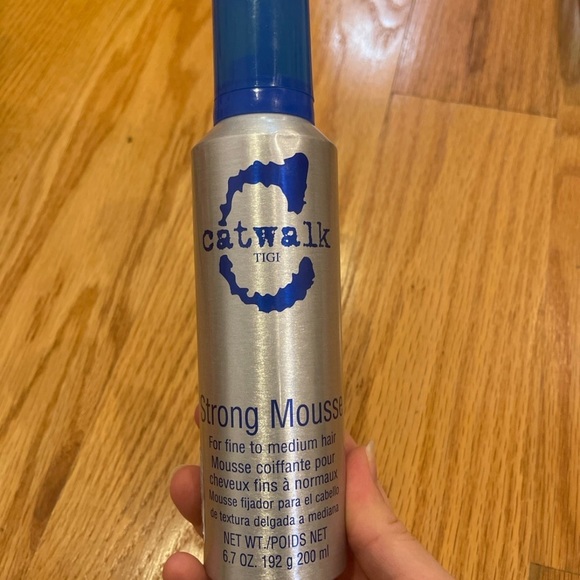 catwalk
TIGI
Strong Mousse
For fine to medium hair
Mousse coiffante pour
cheveux fins à normaux
Mousse fijador para el cabello
de textura delgada a mediana
NET WT./POIDS NET
6.7 OZ. 192 g 200 ml